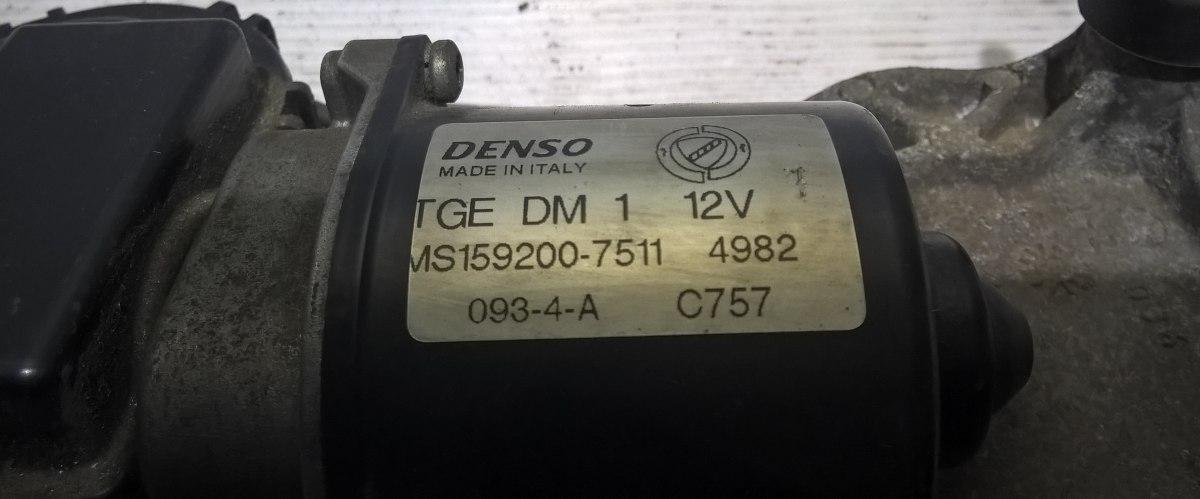 DENSO
MADE IN ITALY
TGE DM 1 12V
MS159200-7511 4982
093-4-A C757